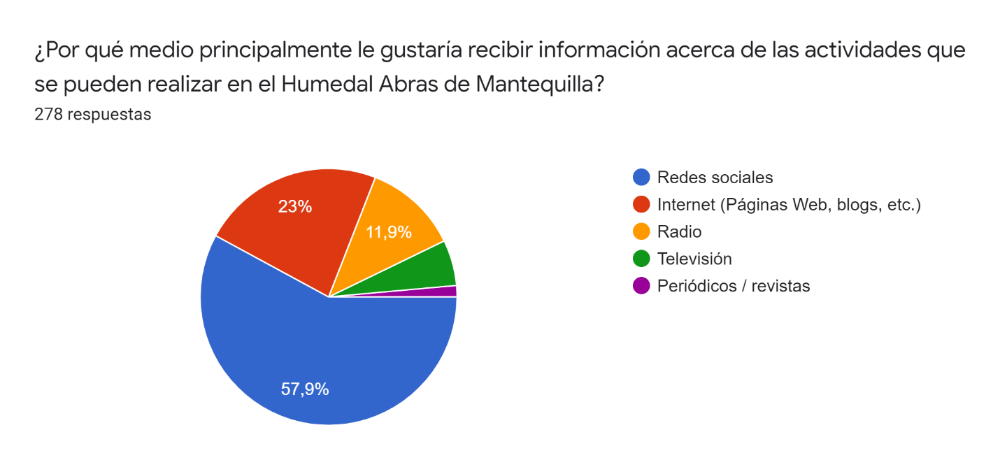 ¿Por qué medio principalmente le gustaría recibir información acerca de las actividades que
se pueden realizar en el Humedal Abras de Mantequilla?
278 respuestas
23%
11,9%
57,9%
Redes sociales
Internet (Páginas Web, blogs, etc.)
Radio
Televisión
Periódicos / revistas